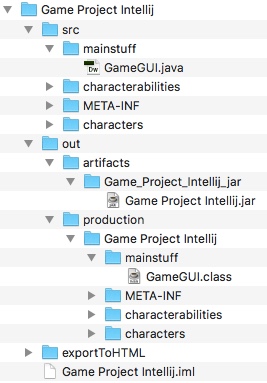 Game Project Intellij
src
mainstuff
GameGUI.java
characterabilities
META-INF
characters
out
artifacts
Game_Project_Intellij_jar
Game Project Intellij.jar
production
Game Project Intellij
mainstuff
GameGUI.class
META-INF
characterabilities
characters
exportToHTML
Game Project Intellij.iml